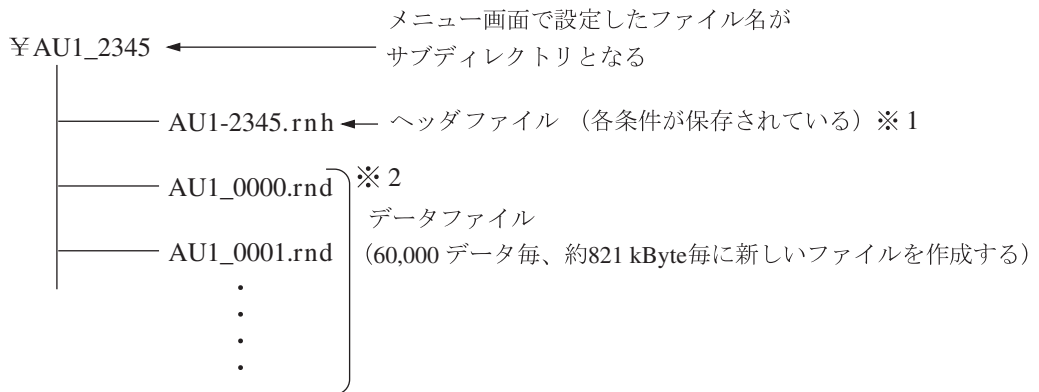 メニュー画面で設定したファイル名が
¥AU1_2345
サブディレクトリとなる
AU1-2345.rnh
ヘッダファイル （各条件が保存されている）※ 1
AU1_0000.rnd
※ 2
データファイル
AU1_0001.rnd
（60,000 データ毎、約821 kByte毎に新しいファイルを作成する）